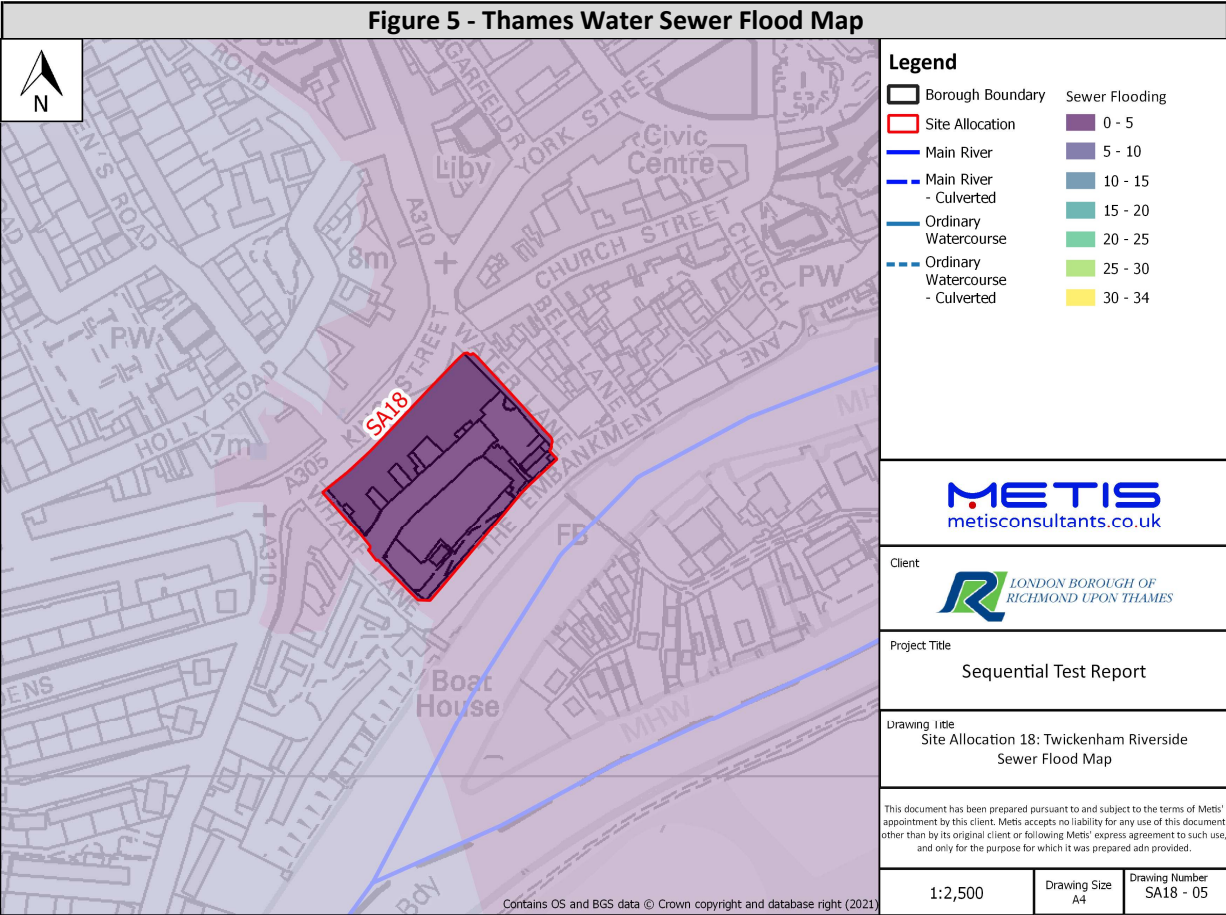 Figure 5 - Thames Water Sewer Flood Map
N
ROAD
GARFIELD
YORK STREET
Civic
Centre
Liby
A310
CHURCH STREET
CHURCH
LANE
PW
8m
BELL
LANE
WATER LANE
KING STREET
PW
HOLLY ROAD
7m
A305
A310
SA18
WHARF LANE
THE EMBANKMENT
FB
MH
MHW
Boat
House
Bdy
Contains OS and BGS data © Crown copyright and database right (2021)
Legend
Borough Boundary
Site Allocation
Main River
Main River
- Culverted
Ordinary
Watercourse
Ordinary
Watercourse
- Culverted
Sewer Flooding
0 - 5
5 - 10
10 - 15
15 - 20
20 - 25
25 - 30
30 - 34
METIS
metisconsultants.co.uk
Client
LONDON BOROUGH OF
RICHMOND UPON THAMES
Project Title
Sequential Test Report
Drawing Title
Site Allocation 18: Twickenham Riverside
Sewer Flood Map
This document has been prepared pursuant to and subject to the terms of Metis'
appointment by this client. Metis accepts no liability for any use of this document
other than by its original client or following Metis' express agreement to such use,
and only for the purpose for which it was prepared adn provided.
1:2,500
Drawing Size
A4
Drawing Number
SA18 - 05